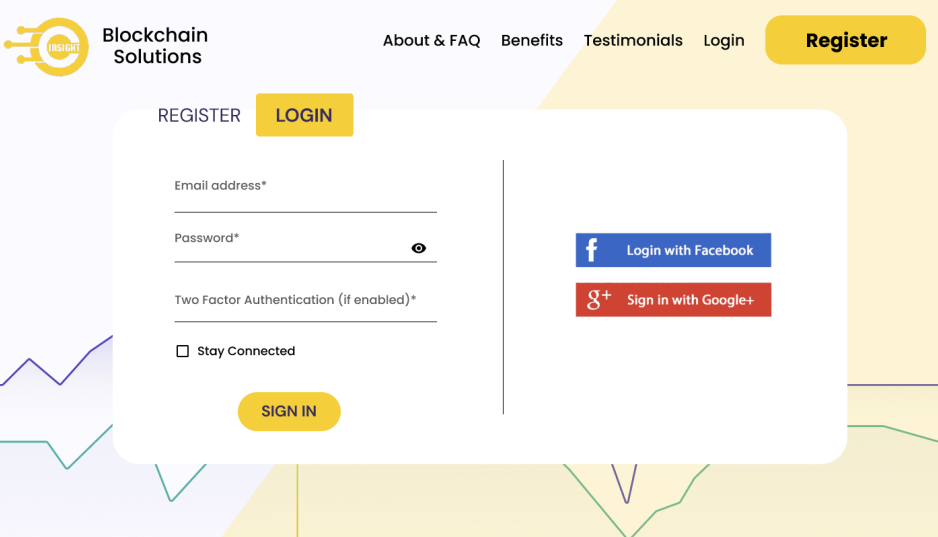 INSIGHT
Blockchain
Solutions
About & FAQ
Benefits
Testimonials
Login
Register
REGISTER
LOGIN
Email address*
Password*
Two Factor Authentication (if enabled)*
Stay Connected
SIGN IN
f Login with Facebook
g+ Sign in with Google+